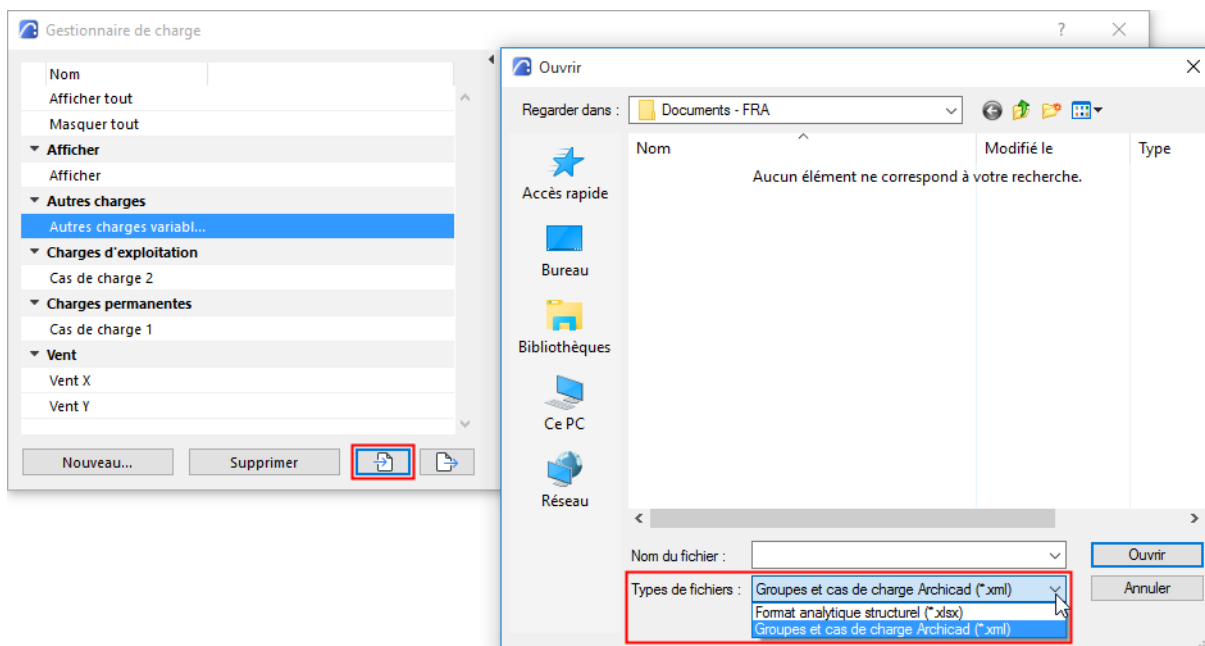 Gestionnaire de charge
?
Nom
Afficher tout
Masquer tout
Afficher
Afficher
Autres charges
Autres charges variabl...
Charges d'exploitation
Cas de charge 2
Charges permanentes
Cas de charge 1
Vent
Vent X
Vent Y
Nouveau...
Supprimer
Ouvrir
Regarder dans :
Documents - FRA
Accès rapide
Bureau
Bibliothèques
Ce PC
Réseau
Nom
Modifié le
Type
Aucun élément ne correspond à votre recherche.
Nom du fichier :
Ouvrir
Types de fichiers :
Groupes et cas de charge Archicad (*.xml)
Annuler
Format analytique structurel (*.xlsx)
Groupes et cas de charge Archicad (*.xml)